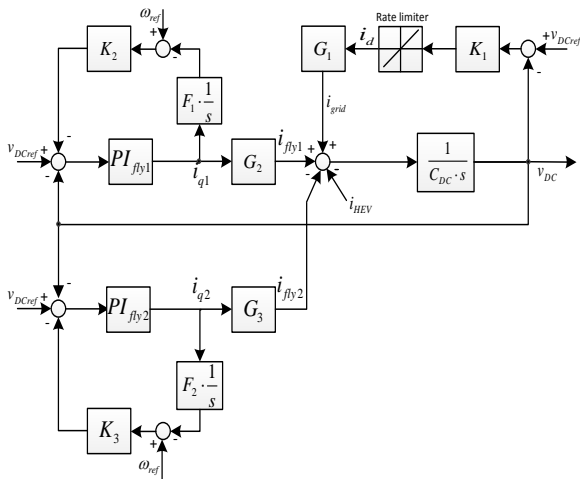 ω_ref
+
-
K_2
F_1 · 1/s
v_DCref +
-
-
PI_fly1
i_q1
G_2
i_fly1
G_1
i_d
Rate limiter
K_1
+ v_DCref
-
i_grid
+
+
-
-
i_HEV
1/(C_DC · s)
v_DC
v_DCref +
-
-
PI_fly2
i_q2
G_3
i_fly2
F_2 · 1/s
K_3
+
-
ω_ref